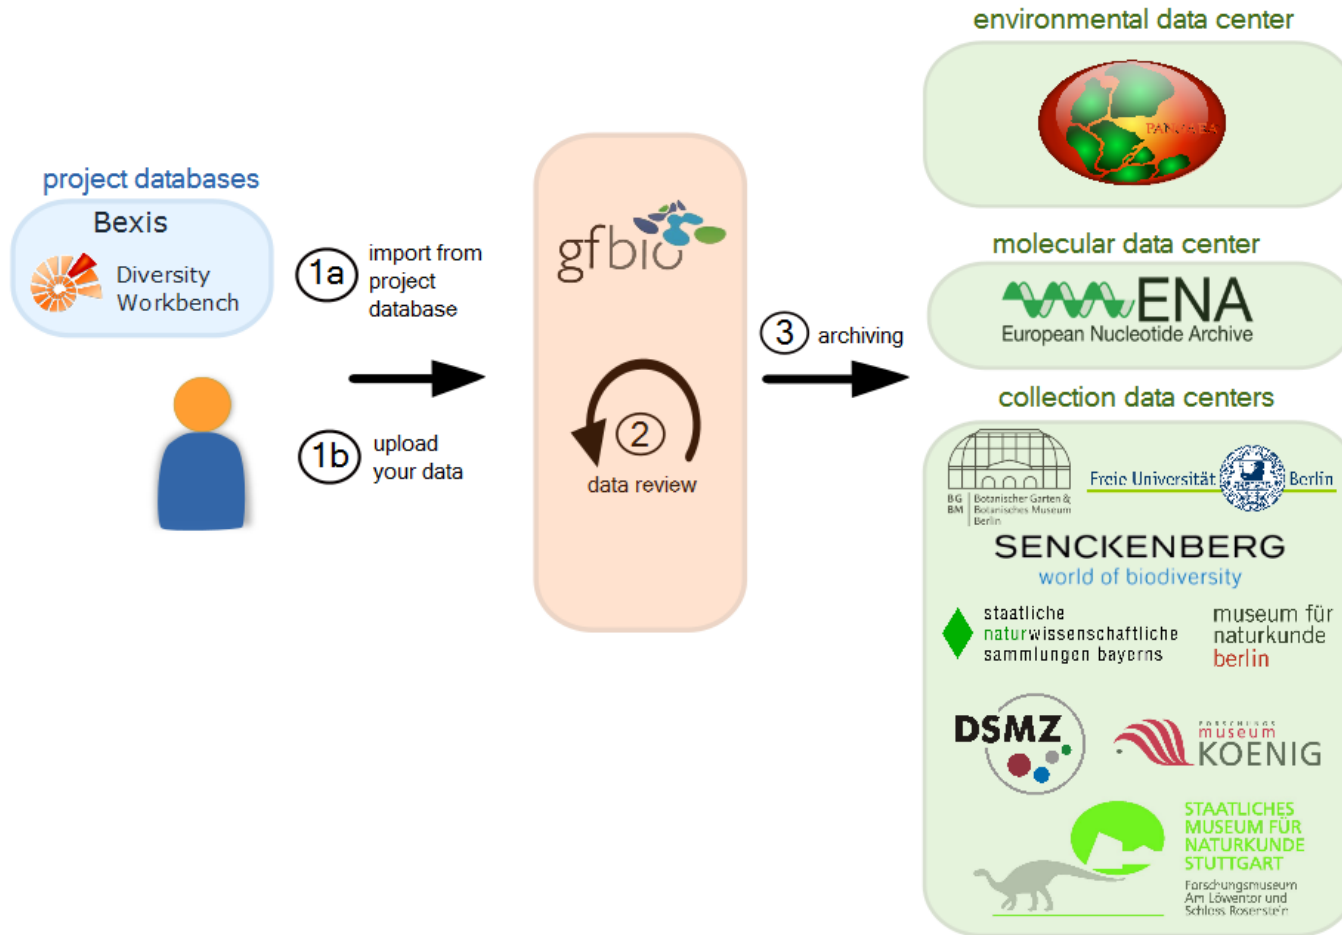 project databases
Bexis
Diversity
Workbench
1a
import from
project
database
1b
upload
your data
gfbio
2
data review
3
archiving
environmental data center
PANGAEA
molecular data center
ENA
European Nucleotide Archive
collection data centers
BG
BM
Botanischer Garten &
Botanisches Museum
Berlin
Freie Universität
Berlin
SENCKENBERG
world of biodiversity
staatliche
naturwissenschaftliche
sammlungen bayerns
museum für
naturkunde
berlin
DSMZ
FORSCHUNGS
museum
KOENIG
STAATLICHES
MUSEUM FÜR
NATURKUNDE
STUTTGART
Forschungsmuseum
Am Löwentor und
Schloss Rosenstein